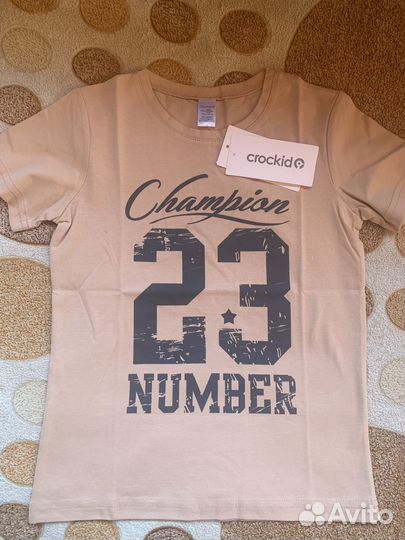 crockid
Champion
23
NUMBER
Avito